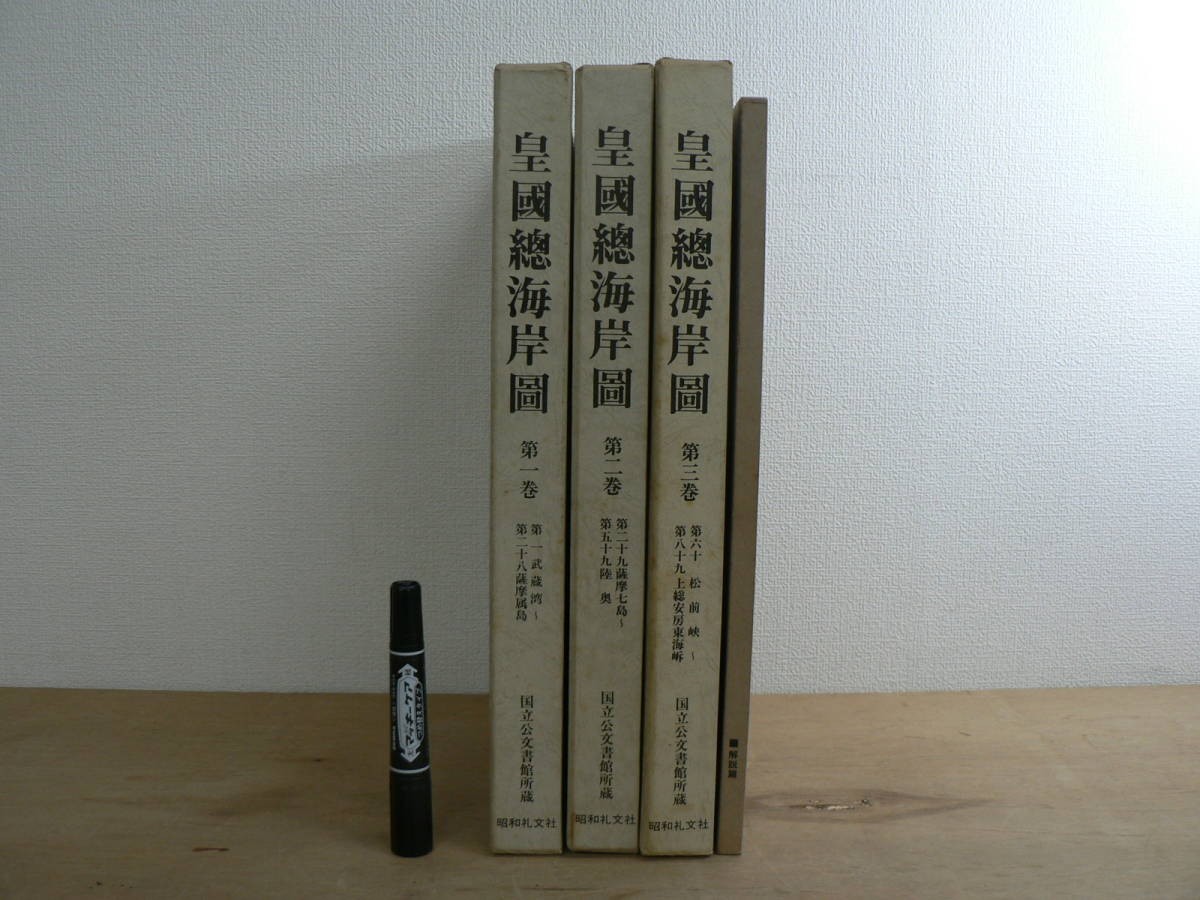 皇國總海岸圖
第一巻
第一武蔵湾~
第二十八薩摩属島
国立公文書館所蔵
昭和礼文社
皇國總海岸圖
第二巻
第二十九薩摩七島~
第五十九陸奥
国立公文書館所蔵
昭和礼文社
皇國總海岸圖
第三巻
第六十 松前峽~
第八十九 上総安房東海岼
国立公文書館所蔵
昭和礼文社
■解説篇